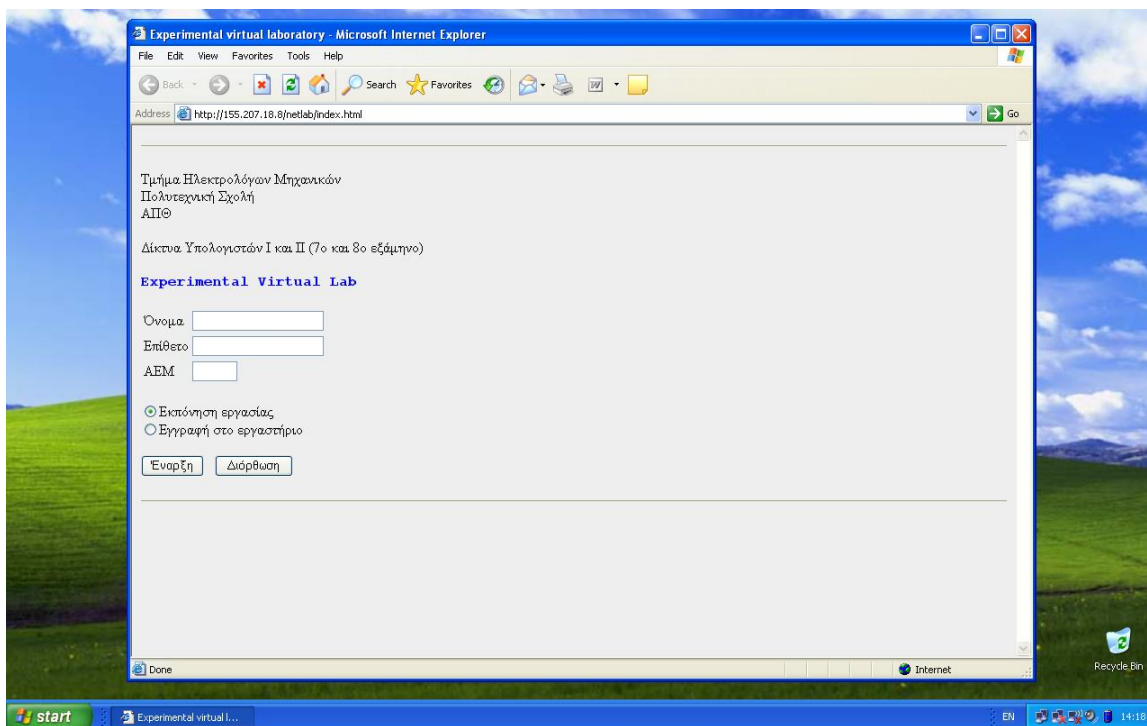 Experimental virtual laboratory - Microsoft Internet Explorer
File Edit View Favorites Tools Help
Back Search Favorites
Address http://155.207.18.8/netlab/index.html Go
Τμήμα Ηλεκτρολόγων Μηχανικών
Πολυτεχνική Σχολή
ΑΠΘ
Δίκτυα Υπολογιστών Ι και ΙΙ (7ο και 8ο εξάμηνο)
Experimental Virtual Lab
Όνομα
Επίθετο
ΑΕΜ
Εκπόνηση εργασίας
Εγγραφή στο εργαστήριο
Έναρξη Διόρθωση
Done Internet
Recycle Bin
start Experimental virtual l... EN 14:18